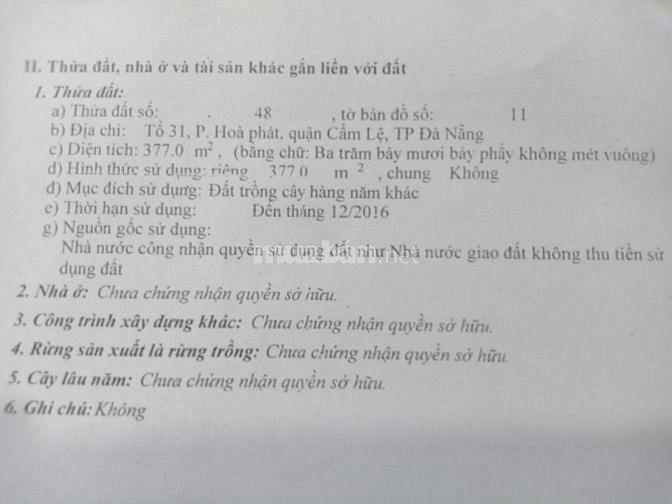 II. Thửa đất, nhà ở và tài sản khác gắn liền với đất
1. Thửa đất:
a) Thửa đất số: 48 , tờ bản đồ số: 11
b) Địa chỉ: Tổ 31, P. Hoà phát, quận Cẩm Lệ, TP Đà Nẵng
c) Diện tích: 377.0 m², (bằng chữ: Ba trăm bảy mươi bảy phẩy không mét vuông)
d) Hình thức sử dụng: riêng 377 0 m ² , chung Không
đ) Mục đích sử dụng: Đất trồng cây hàng năm khác
e) Thời hạn sử dụng: Đến tháng 12/2016
g) Nguồn gốc sử dụng:
Nhà nước công nhận quyền sử dụng đất như Nhà nước giao đất không thu tiền sử
dụng đất
muaban.net
2. Nhà ở: Chưa chứng nhận quyền sở hữu.
3. Công trình xây dựng khác: Chưa chứng nhận quyền sở hữu.
4. Rừng sản xuất là rừng trồng: Chưa chứng nhận quyền sở hữu.
5. Cây lâu năm: Chưa chứng nhận quyền sở hữu.
6. Ghi chú: Không